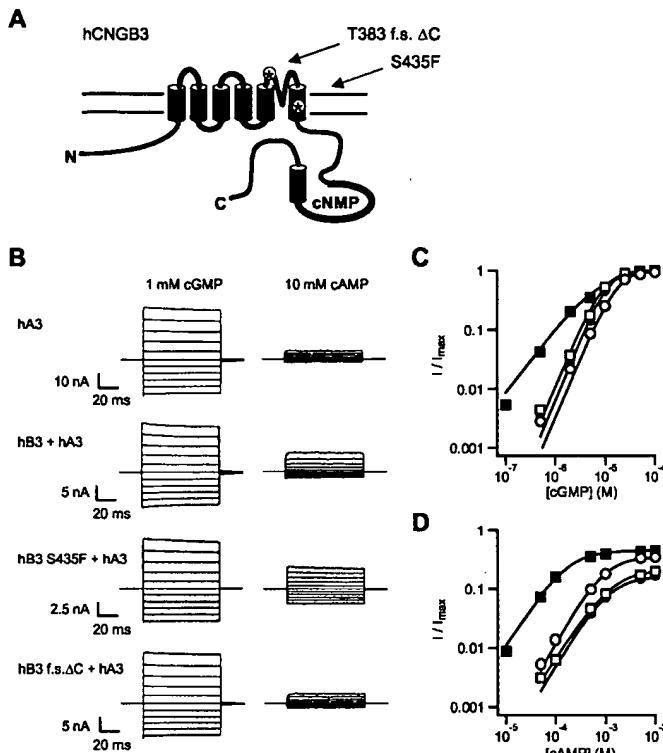 A
hCNGB3
T383 f.s. ΔC
S435F
N
C
cNMP
B
1 mM cGMP
10 mM cAMP
hA3
10 nA
20 ms
hB3 + hA3
5 nA
20 ms
hB3 S435F + hA3
2.5 nA
20 ms
hB3 f.s.ΔC + hA3
5 nA
20 ms
C
I / Imax
1
0.1
0.01
0.001
10⁻⁷
10⁻⁶
10⁻⁵
[cGMP] (M)
D
I / Imax
1
0.1
0.01
0.001
10⁻⁵
10⁻⁴
10⁻³
[cAMP] (M)